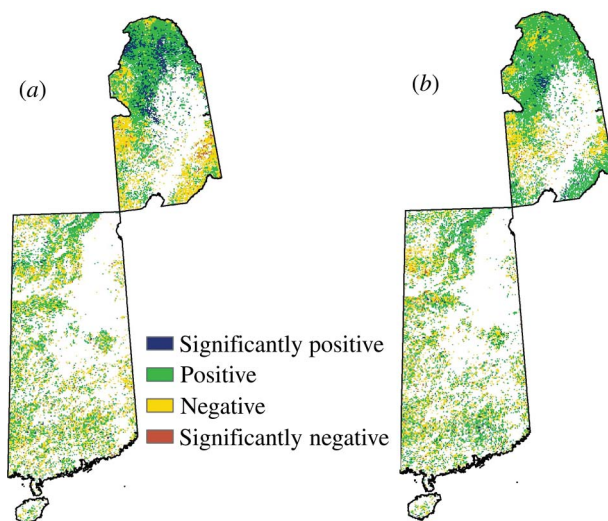 (a)
(b)
Significantly positive
Positive
Negative
Significantly negative